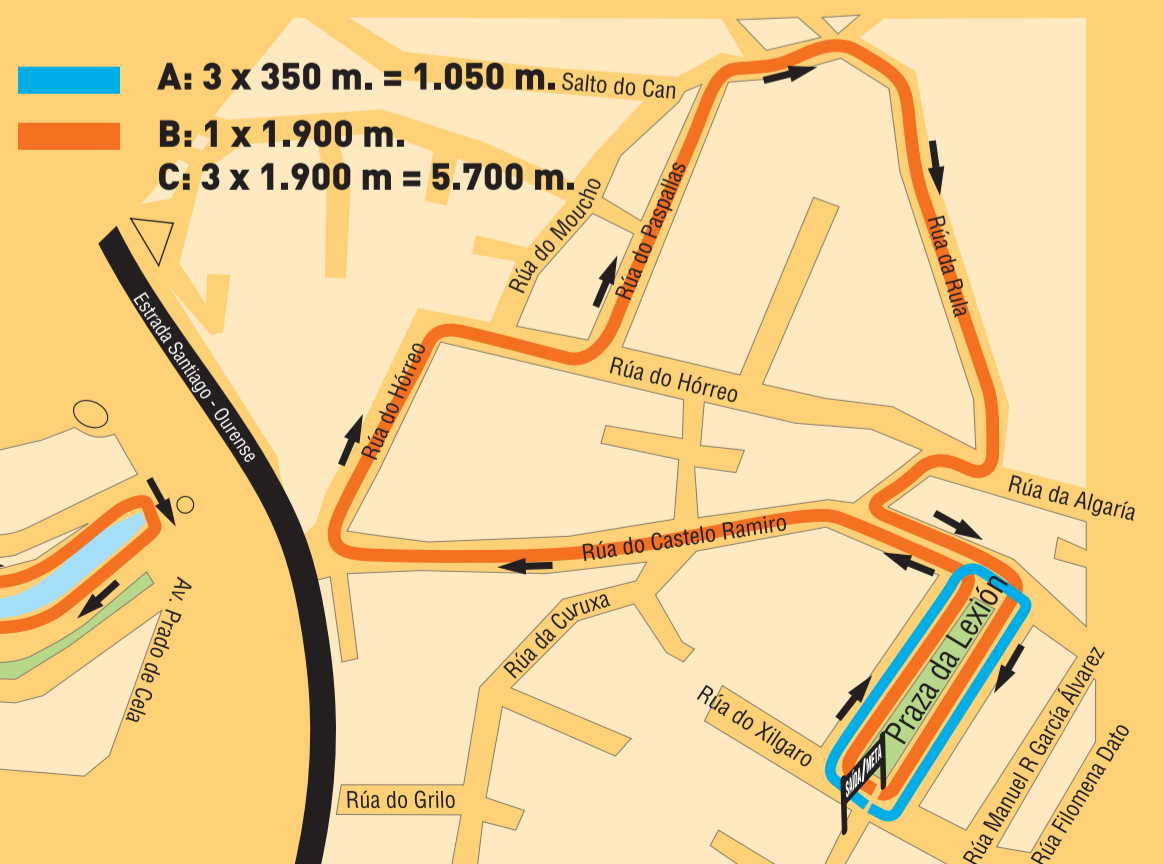 A: 3 x 350 m. = 1.050 m.
B: 1 x 1.900 m.
C: 3 x 1.900 m = 5.700 m.
Salto do Can
Rúa do Moucho
Rúa do Paspallas
Rúa da Rula
Estrada Santiago - Ourense
Rúa do Hórreo
Rúa do Hórreo
Rúa da Algaría
Rúa do Castelo Ramiro
Av. Prado de Cela
Rúa da Curuxa
Praza da Lexión
Rúa do Xilgaro
SAÍDA/META
Rúa Manuel R García Álvarez
Rúa Filomena Dato
Rúa do Grilo